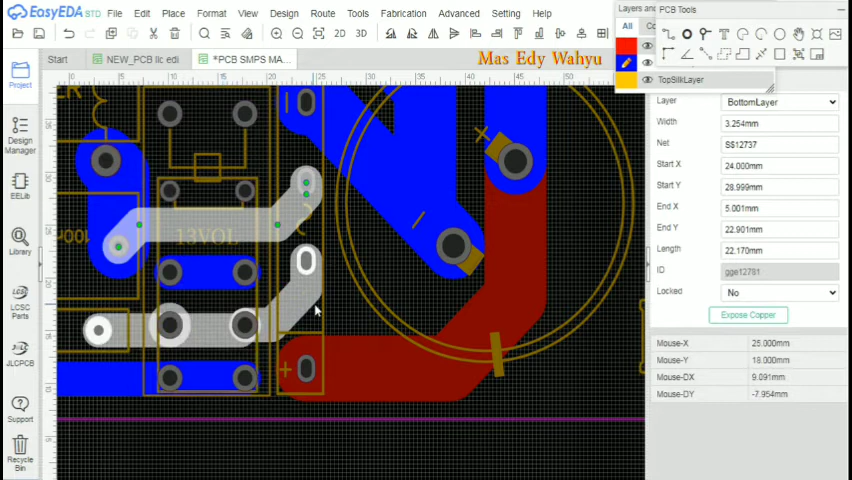 EasyEDA STD
File Edit Place Format View Design Route Tools Fabrication Advanced Setting Help
2D 3D
Start NEW_PCB llc edi *PCB SMPS MA...
Mas Edy Wahyu
Layers and
All
TopSilkLayer
PCB Tools
Project
Design Manager
EELib
Library
LCSC Parts
JLCPCB
Support
Recycle Bin
13VOL
Layer BottomLayer
Width 3.254mm
Net S$12737
Start X 24.000mm
Start Y 28.999mm
End X 5.001mm
End Y 22.901mm
Length 22.170mm
ID gge12781
Locked No
Expose Copper
Mouse-X 25.000mm
Mouse-Y 18.000mm
Mouse-DX 9.091mm
Mouse-DY -7.954mm